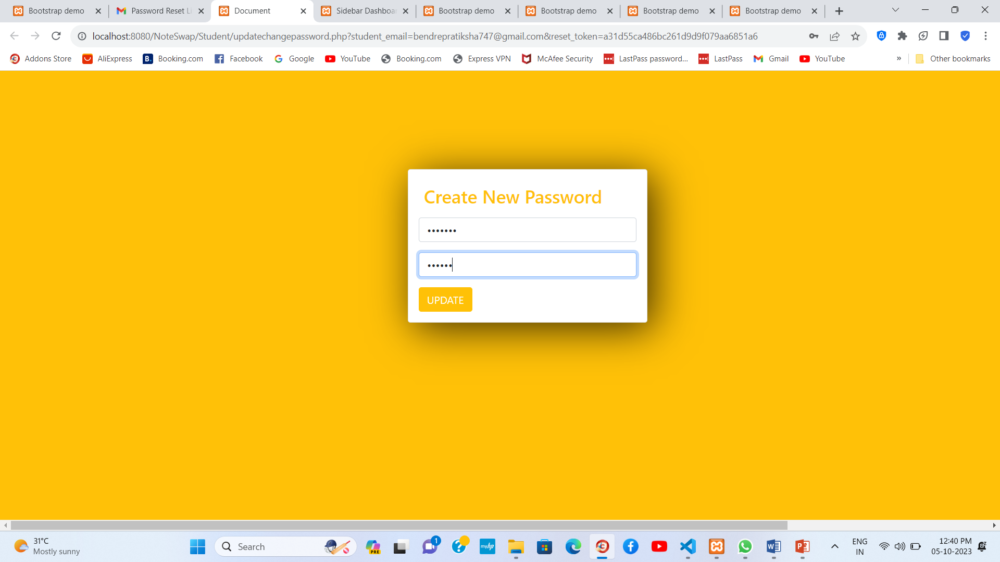 Bootstrap demo
Password Reset Li
Document
Sidebar Dashboar
Bootstrap demo
Bootstrap demo
Bootstrap demo
Bootstrap demo
localhost:8080/NoteSwap/Student/updatechangepassword.php?student_email=bendrepratiksha747@gmail.com&reset_token=a31d55ca486bc261d9d9f079aa6851a6
Addons Store
AliExpress
B.
Booking.com
Facebook
Google
YouTube
Booking.com
Express VPN
McAfee Security
LastPass password...
LastPass
Gmail
YouTube
»
Other bookmarks
Create New Password
•••••••
••••••
UPDATE
31°C
Mostly sunny
Search
PRE
1
?
myhp
ENG
IN
12:40 PM
05-10-2023